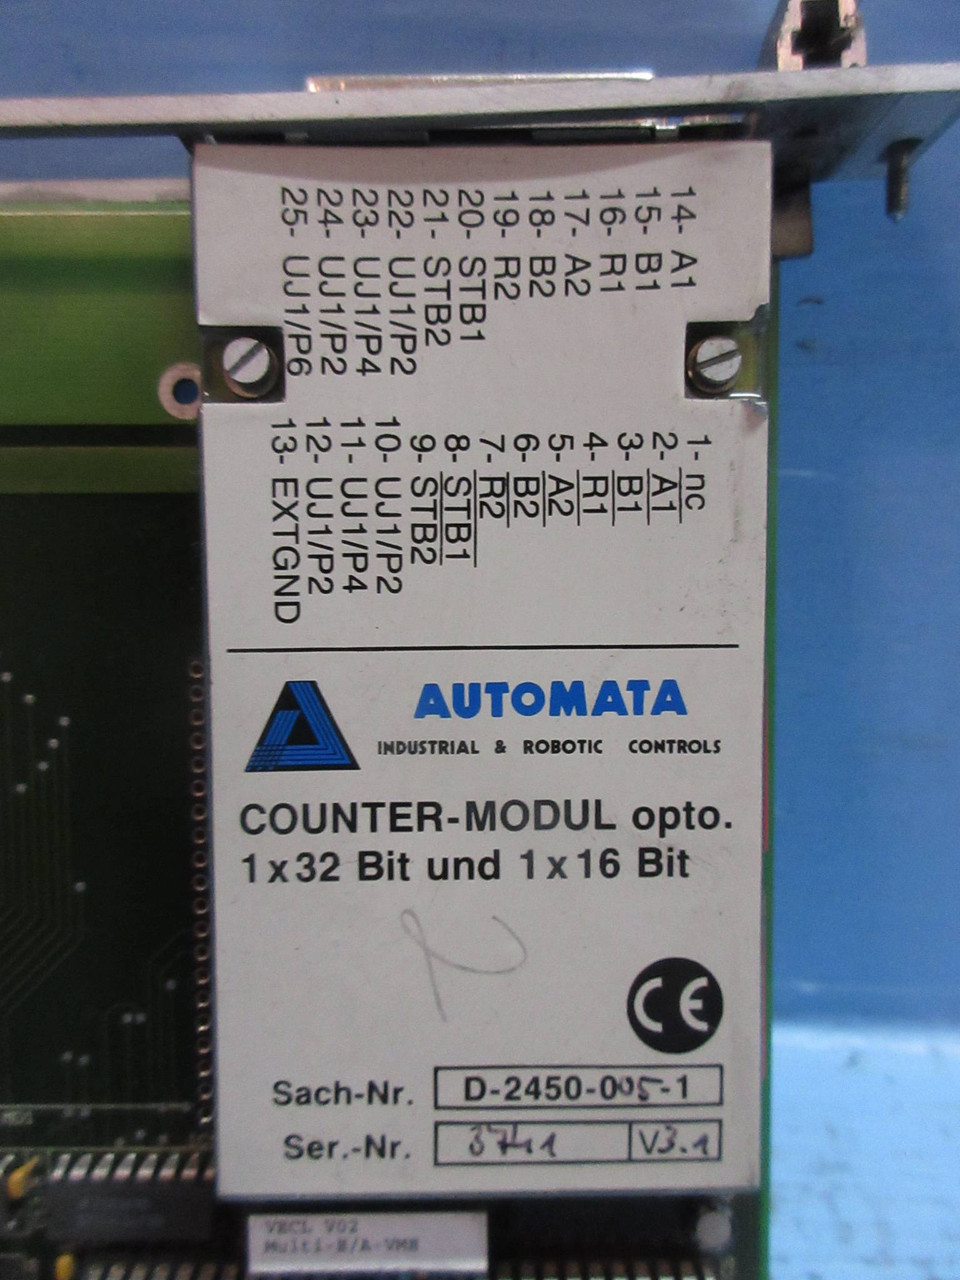 14- A1
15- B1
16- R1
17- A2
18- B2
19- R2
20- STB1
21- STB2
22- UJ1/P2
23- UJ1/P4
24- UJ1/P2
25- UJ1/P6
1- nc
2- A1
3- B1
4- R1
5- A2
6- B2
7- R2
8- STB1
9- STB2
10- UJ1/P2
11- UJ1/P4
12- UJ1/P2
13- EXTGND
AUTOMATA
INDUSTRIAL & ROBOTIC CONTROLS
COUNTER-MODUL opto.
1x32 Bit und 1x16 Bit
CE
Sach-Nr. D-2450-005-1
Ser.-Nr. 3741 V3.1
VECL V02
Multi-E/A-VME